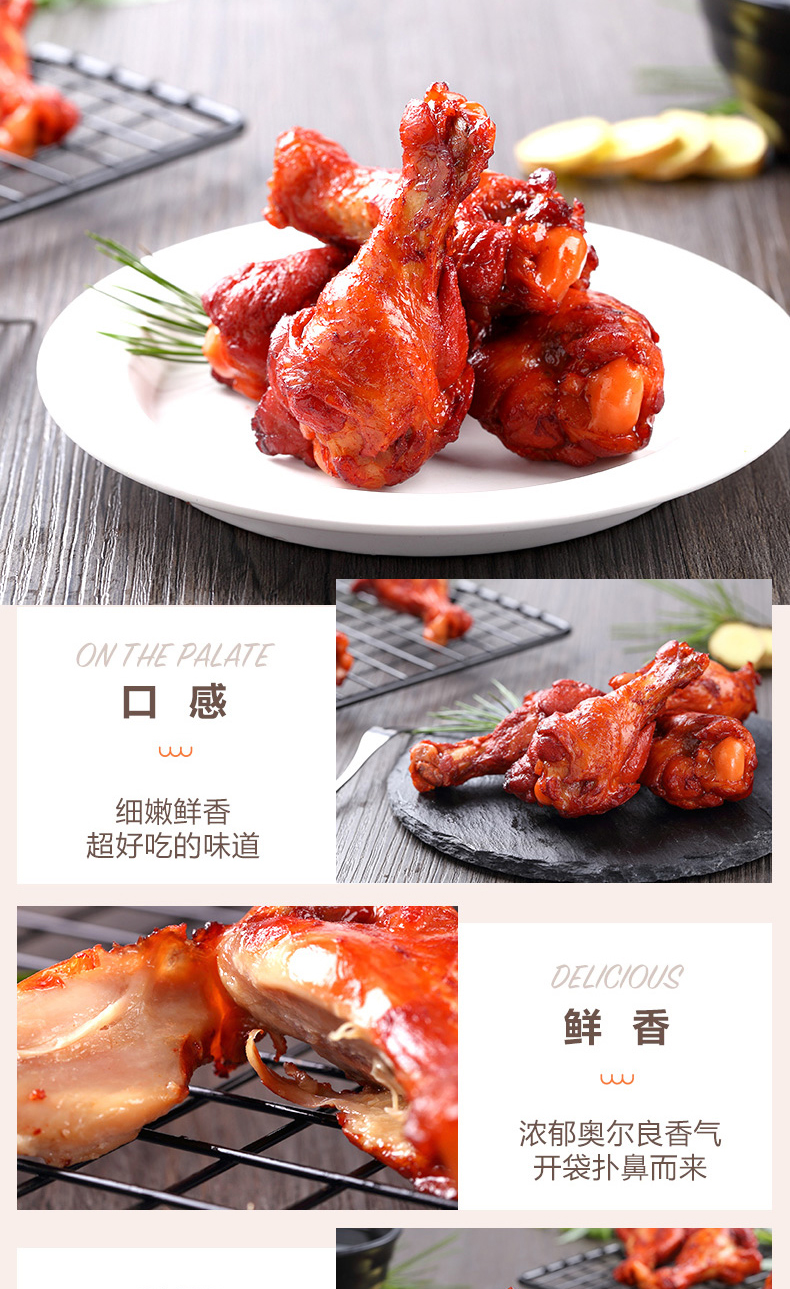 ON THE PALATE
口 感
细嫩鲜香
超好吃的味道
DELICIOUS
鲜 香
浓郁奥尔良香气
开袋扑鼻而来